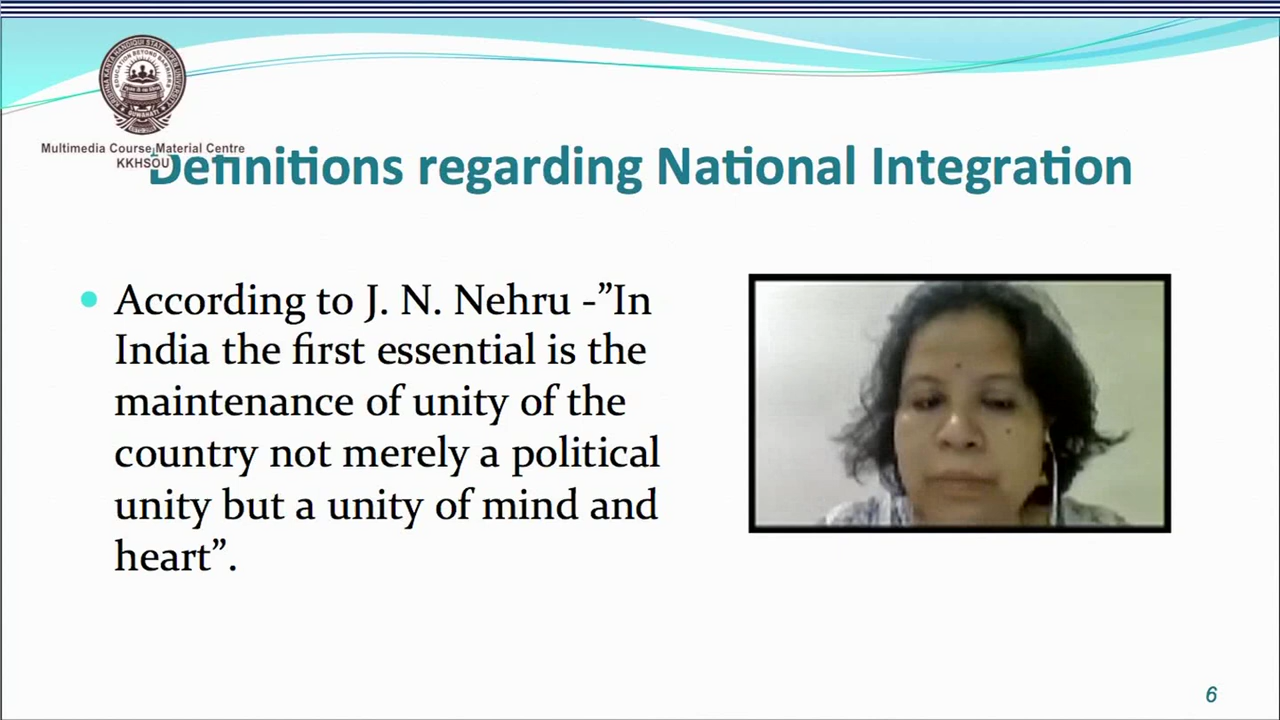 Multimedia Course Material Centre
KKHSOU
Definitions regarding National Integration
According to J. N. Nehru -”In
India the first essential is the
maintenance of unity of the
country not merely a political
unity but a unity of mind and
heart”.
6